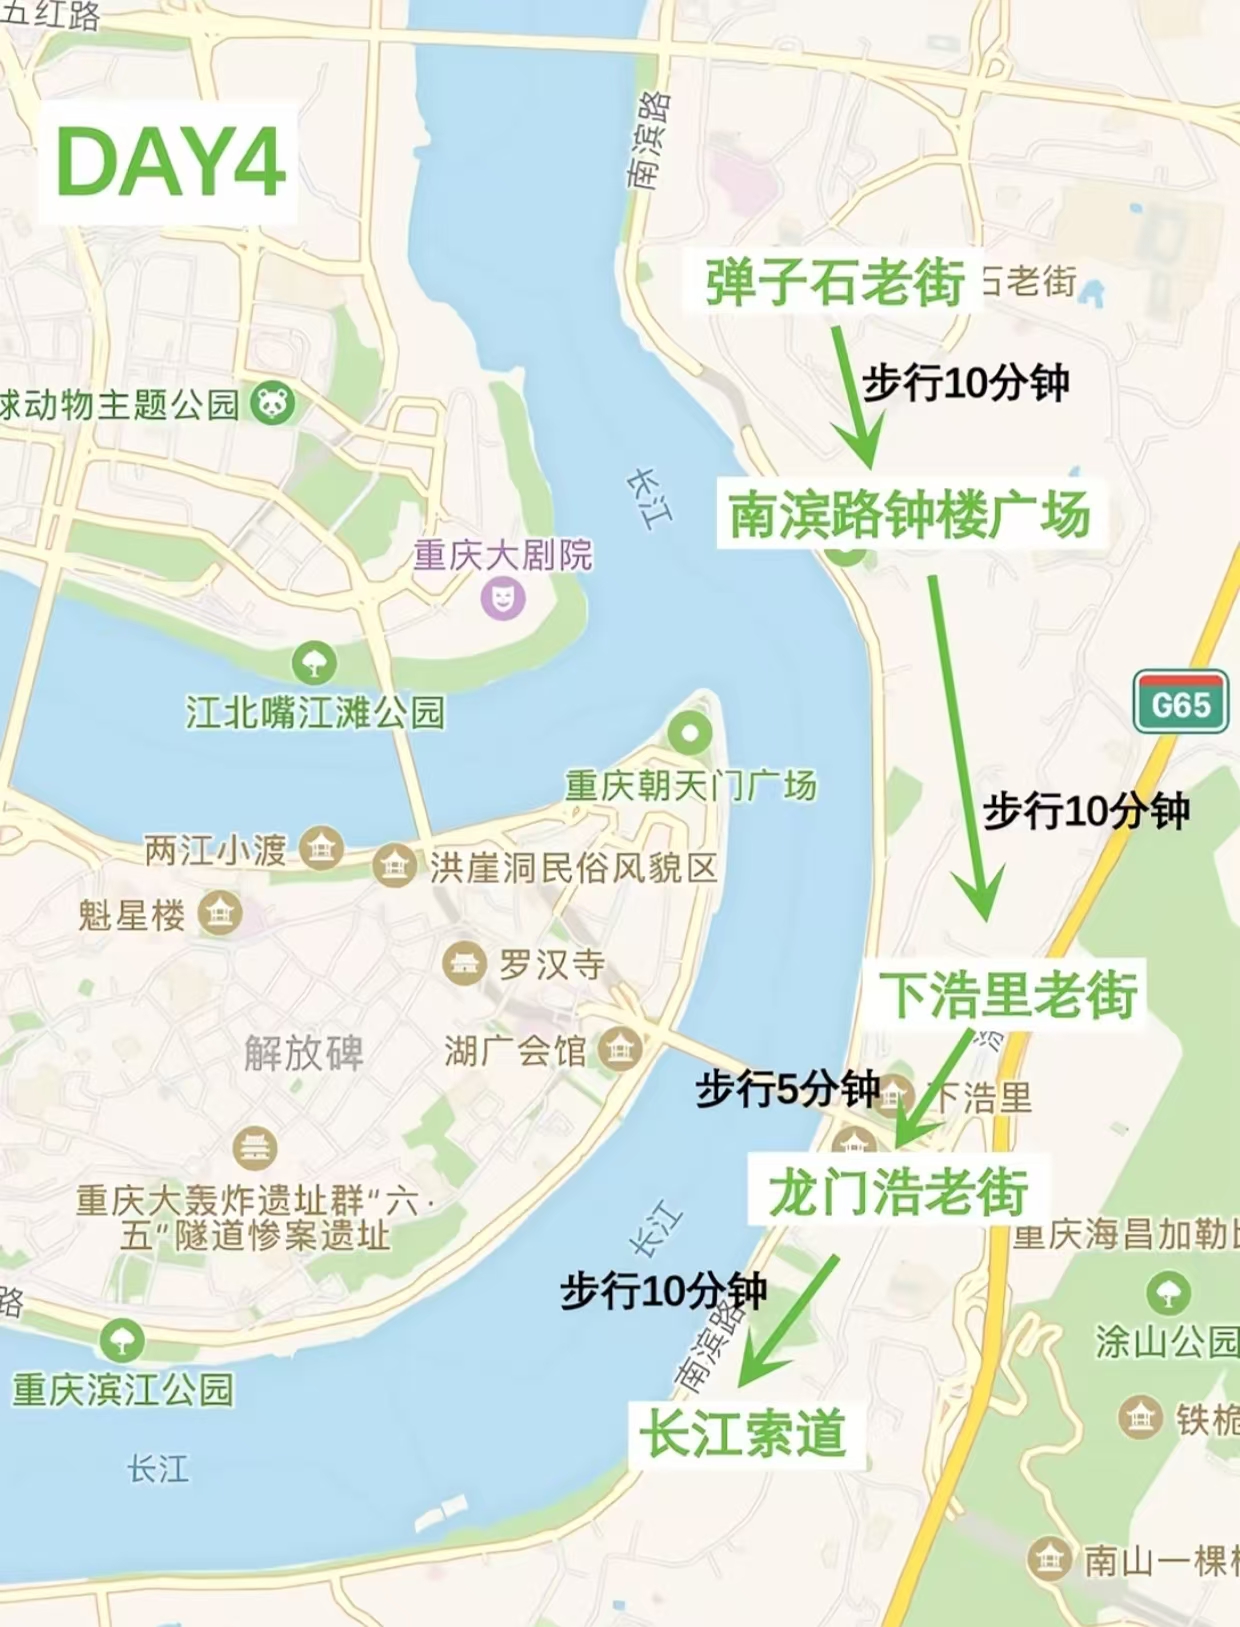 五红路
DAY4
南滨路
弹子石老街
石老街
步行10分钟
球动物主题公园
长江
南滨路钟楼广场
重庆大剧院
江北嘴江滩公园
G65
重庆朝天门广场
步行10分钟
两江小渡
洪崖洞民俗风貌区
魁星楼
罗汉寺
下浩里老街
解放碑
湖广会馆
步行5分钟
下浩里
重庆大轰炸遗址群“六·
五”隧道惨案遗址
龙门浩老街
长江
重庆海昌加勒
步行10分钟
路
南滨路
涂山公园
重庆滨江公园
长江索道
铁桅
长江
南山一棵